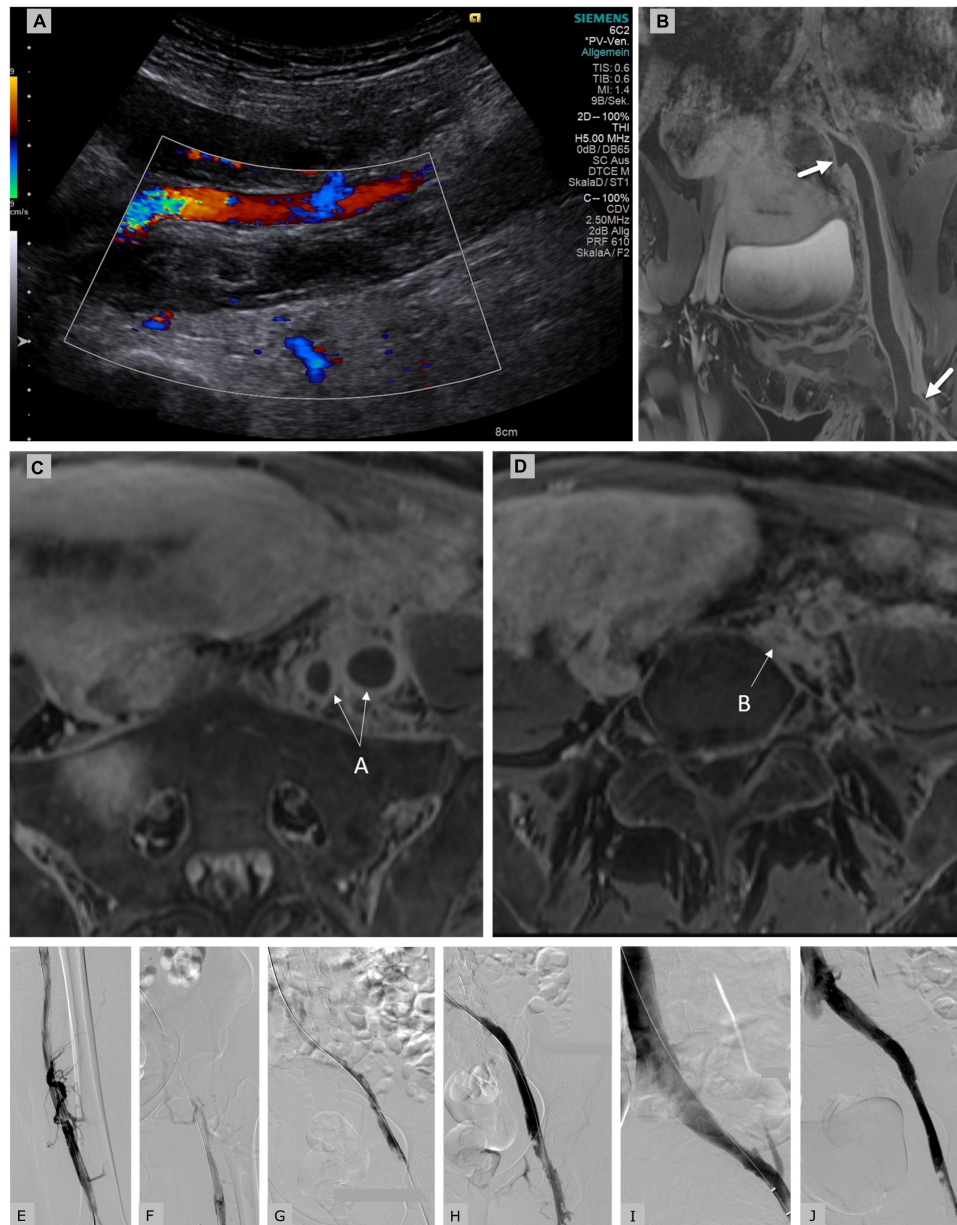 A
SIEMENS
6C2
*PV-Ven.
Allgemein
TIS: 0.6
TIB: 0.6
MI: 1.4
9B/Sek.
2D-- 100%
THI
H5.00 MHz
0dB/DB65
SC Aus
DTCE M
SkalaD/ST1
C-- 100%
CDV
2.50MHz
2dB Allg
PRF 610
SkalaA/F2
9
9
cm/s
8cm
B
C
A
D
B
E
F
G
H
I
J